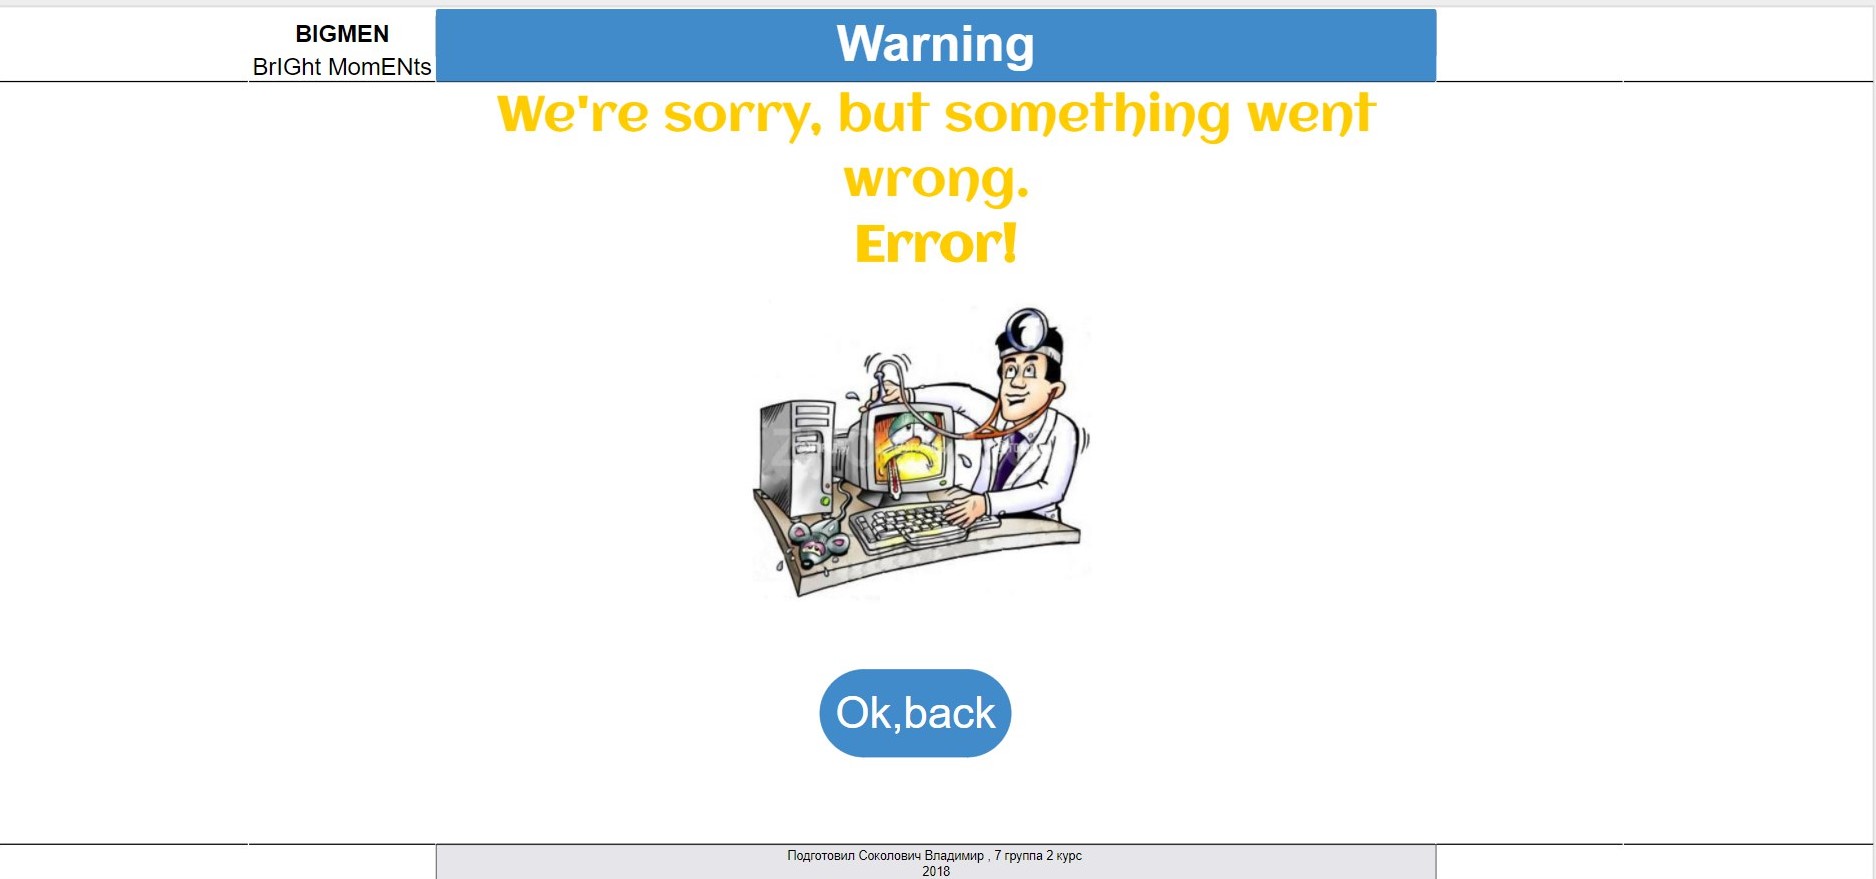 BIGMEN
BrIGht MomENts
Warning
We're sorry, but something went
wrong.
Error!
Ok,back
Подготовил Соколович Владимир , 7 группа 2 курс
2018